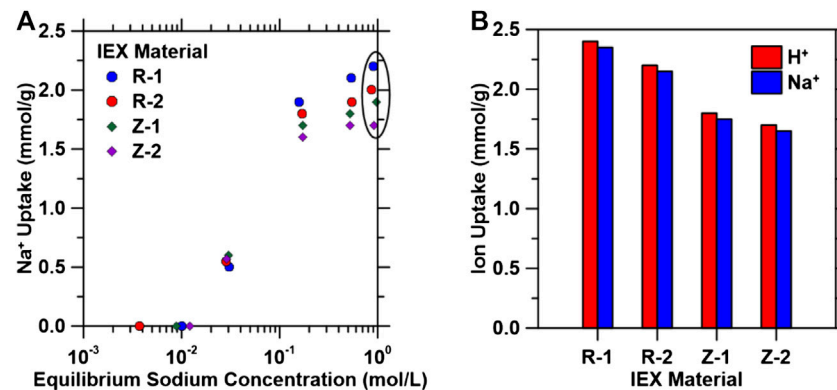 A
IEX Material
R-1
R-2
Z-1
Z-2
Na⁺ Uptake (mmol/g)
2.5
2.0
1.5
1.0
0.5
0.0
10⁻³
10⁻²
10⁻¹
10⁰
Equilibrium Sodium Concentration (mol/L)
B
H⁺
Na⁺
Ion Uptake (mmol/g)
2.5
2.0
1.5
1.0
0.5
0.0
R-1
R-2
Z-1
Z-2
IEX Material